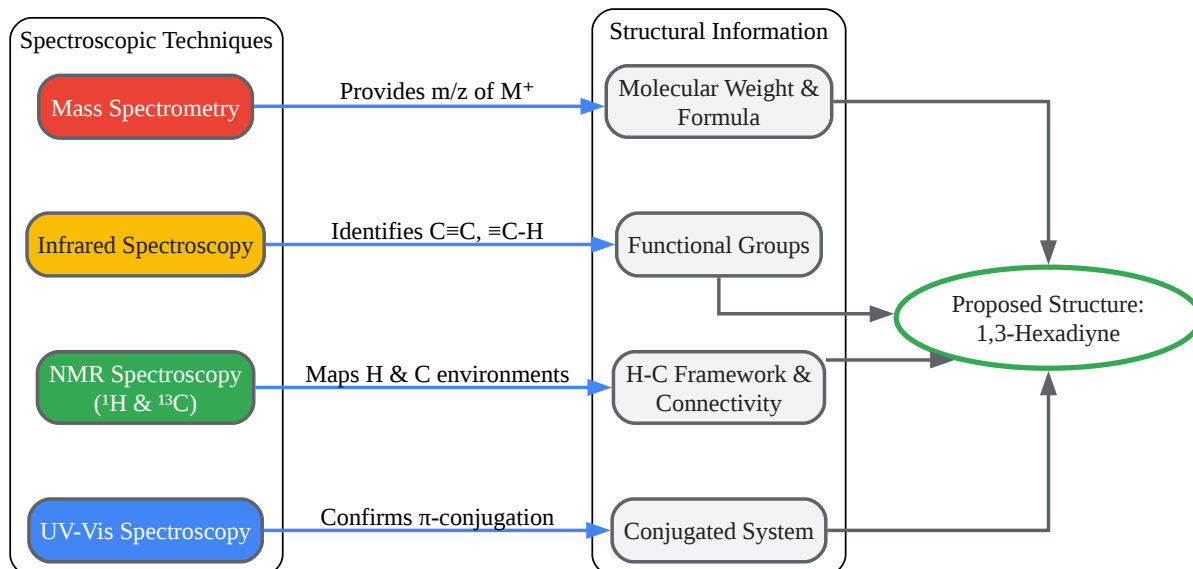 Spectroscopic Techniques
Structural Information
Mass Spectrometry
Provides m/z of M⁺
Molecular Weight &
Formula
Infrared Spectroscopy
Identifies C≡C, ≡C-H
Functional Groups
Proposed Structure:
1,3-Hexadiyne
NMR Spectroscopy
(¹H & ¹³C)
Maps H & C environments
H-C Framework &
Connectivity
UV-Vis Spectroscopy
Confirms π-conjugation
Conjugated System